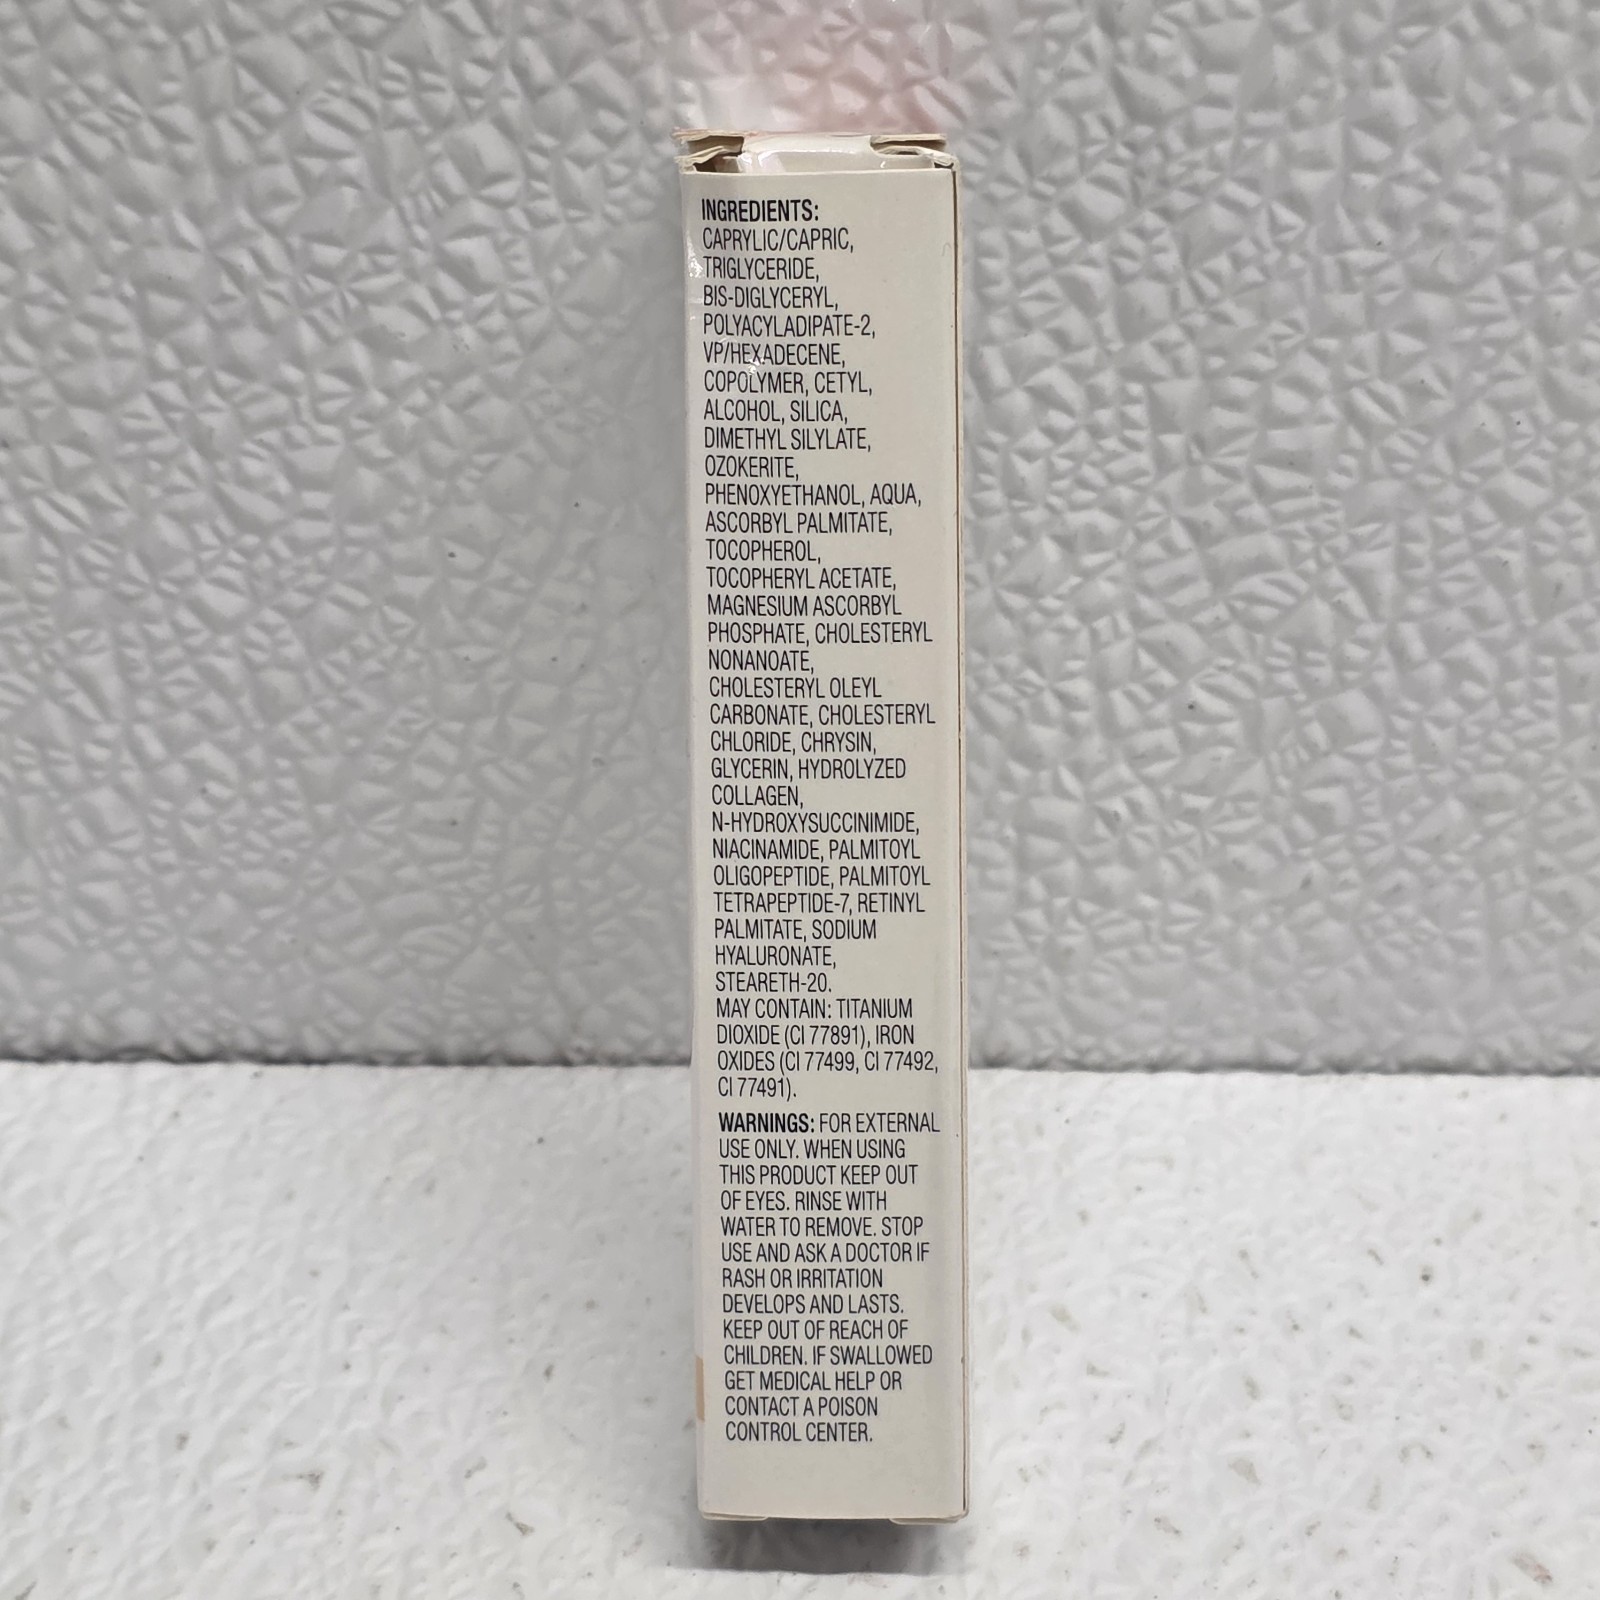 INGREDIENTS:
CAPRYLIC/CAPRIC,
TRIGLYCERIDE,
BIS-DIGLYCERYL,
POLYACYLADIPATE-2,
VP/HEXADECENE,
COPOLYMER, CETYL,
ALCOHOL, SILICA,
DIMETHYL SILYLATE,
OZOKERITE,
PHENOXYETHANOL, AQUA,
ASCORBYL PALMITATE,
TOCOPHEROL,
TOCOPHERYL ACETATE,
MAGNESIUM ASCORBYL
PHOSPHATE, CHOLESTERYL
NONANOATE,
CHOLESTERYL OLEYL
CARBONATE, CHOLESTERYL
CHLORIDE, CHRYSIN,
GLYCERIN, HYDROLYZED
COLLAGEN,
N-HYDROXYSUCCINIMIDE,
NIACINAMIDE, PALMITOYL
OLIGOPEPTIDE, PALMITOYL
TETRAPEPTIDE-7, RETINYL
PALMITATE, SODIUM
HYALURONATE,
STEARETH-20.
MAY CONTAIN: TITANIUM
DIOXIDE (CI 77891), IRON
OXIDES (CI 77499, CI 77492,
CI 77491).
WARNINGS: FOR EXTERNAL
USE ONLY. WHEN USING
THIS PRODUCT KEEP OUT
OF EYES. RINSE WITH
WATER TO REMOVE. STOP
USE AND ASK A DOCTOR IF
RASH OR IRRITATION
DEVELOPS AND LASTS.
KEEP OUT OF REACH OF
CHILDREN. IF SWALLOWED
GET MEDICAL HELP OR
CONTACT A POISON
CONTROL CENTER.